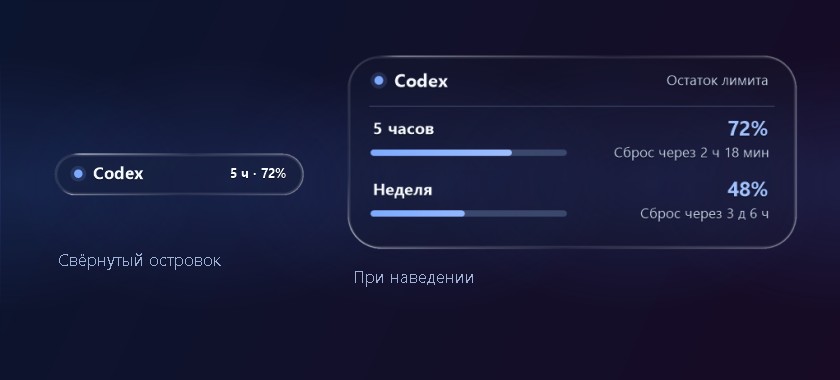 Codex
5 ч · 72%
Свёрнутый островок
Codex
Остаток лимита
5 часов
72%
Сброс через 2 ч 18 мин
Неделя
48%
Сброс через 3 д 6 ч
При наведении